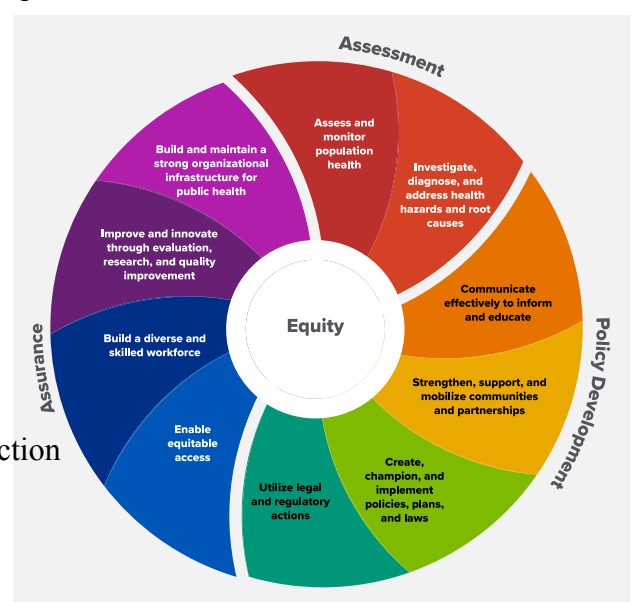 Assessment
Assess and
monitor
population
health
Investigate,
diagnose, and
address health
hazards and root
causes
Communicate
effectively to inform
and educate
Policy Development
Strengthen, support, and
mobilize communities
and partnerships
Create,
champion, and
implement
policies, plans,
and laws
Utilize legal
and regulatory
actions
Enable
equitable
access
Assurance
Build a diverse and
skilled workforce
Improve and innovate
through evaluation,
research, and quality
improvement
Build and maintain a
strong organizational
infrastructure for
public health
Equity
ction